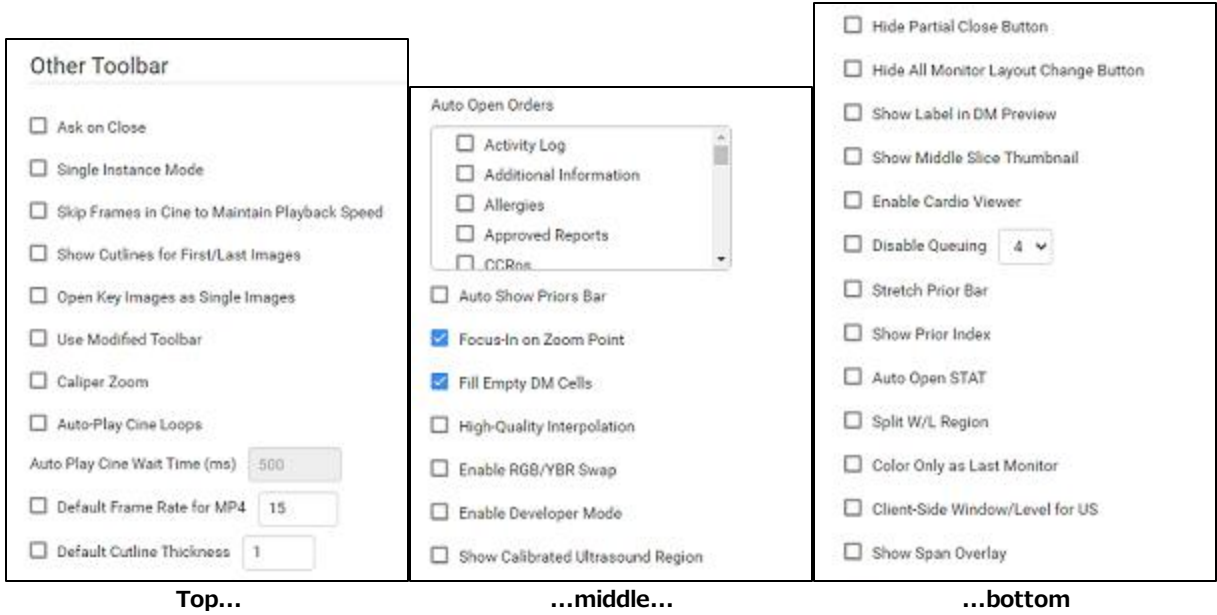 Other Toolbar
Ask on Close
Single Instance Mode
Skip Frames in Cine to Maintain Playback Speed
Show Cutlines for First/Last Images
Open Key Images as Single Images
Use Modified Toolbar
Caliper Zoom
Auto-Play Cine Loops
Auto Play Cine Wait Time (ms) 500
Default Frame Rate for MP4 15
Default Cutline Thickness 1
Top...
Auto Open Orders
Activity Log
Additional Information
Allergies
Approved Reports
CCRps
Auto Show Priors Bar
Focus-In on Zoom Point
Fill Empty DM Cells
High-Quality Interpolation
Enable RGB/YBR Swap
Enable Developer Mode
Show Calibrated Ultrasound Region
...middle...
Hide Partial Close Button
Hide All Monitor Layout Change Button
Show Label in DM Preview
Show Middle Slice Thumbnail
Enable Cardio Viewer
Disable Queuing 4
Stretch Prior Bar
Show Prior Index
Auto Open STAT
Split W/L Region
Color Only as Last Monitor
Client-Side Window/Level for US
Show Span Overlay
...bottom